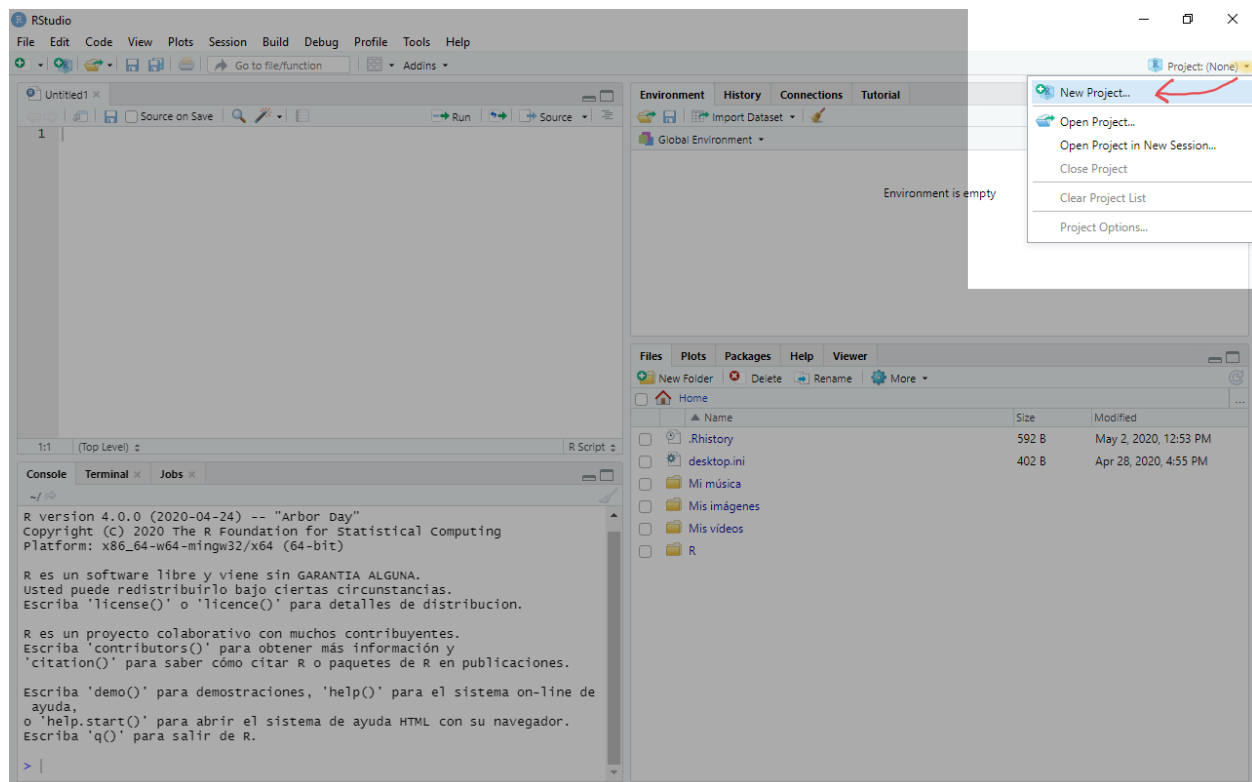 RStudio
File Edit Code View Plots Session Build Debug Profile Tools Help
Go to file/function Addins
Project: (None)
New Project...
Open Project...
Open Project in New Session...
Close Project
Clear Project List
Project Options...
Untitled1
Source on Save Run Source
1
1:1 (Top Level) R Script
Environment History Connections Tutorial
Import Dataset
Global Environment
Environment is empty
Console Terminal Jobs
~/
R version 4.0.0 (2020-04-24) -- "Arbor Day"
Copyright (C) 2020 The R Foundation for Statistical Computing
Platform: x86_64-w64-mingw32/x64 (64-bit)
R es un software libre y viene sin GARANTIA ALGUNA.
Usted puede redistribuirlo bajo ciertas circunstancias.
Escriba 'license()' o 'licence()' para detalles de distribucion.
R es un proyecto colaborativo con muchos contribuyentes.
Escriba 'contributors()' para obtener más información y
'citation()' para saber cómo citar R o paquetes de R en publicaciones.
Escriba 'demo()' para demostraciones, 'help()' para el sistema on-line de
ayuda,
o 'help.start()' para abrir el sistema de ayuda HTML con su navegador.
Escriba 'q()' para salir de R.
>
Files Plots Packages Help Viewer
New Folder Delete Rename More
Home ...
Name Size Modified
.Rhistory 592 B May 2, 2020, 12:53 PM
desktop.ini 402 B Apr 28, 2020, 4:55 PM
Mi música
Mis imágenes
Mis vídeos
R